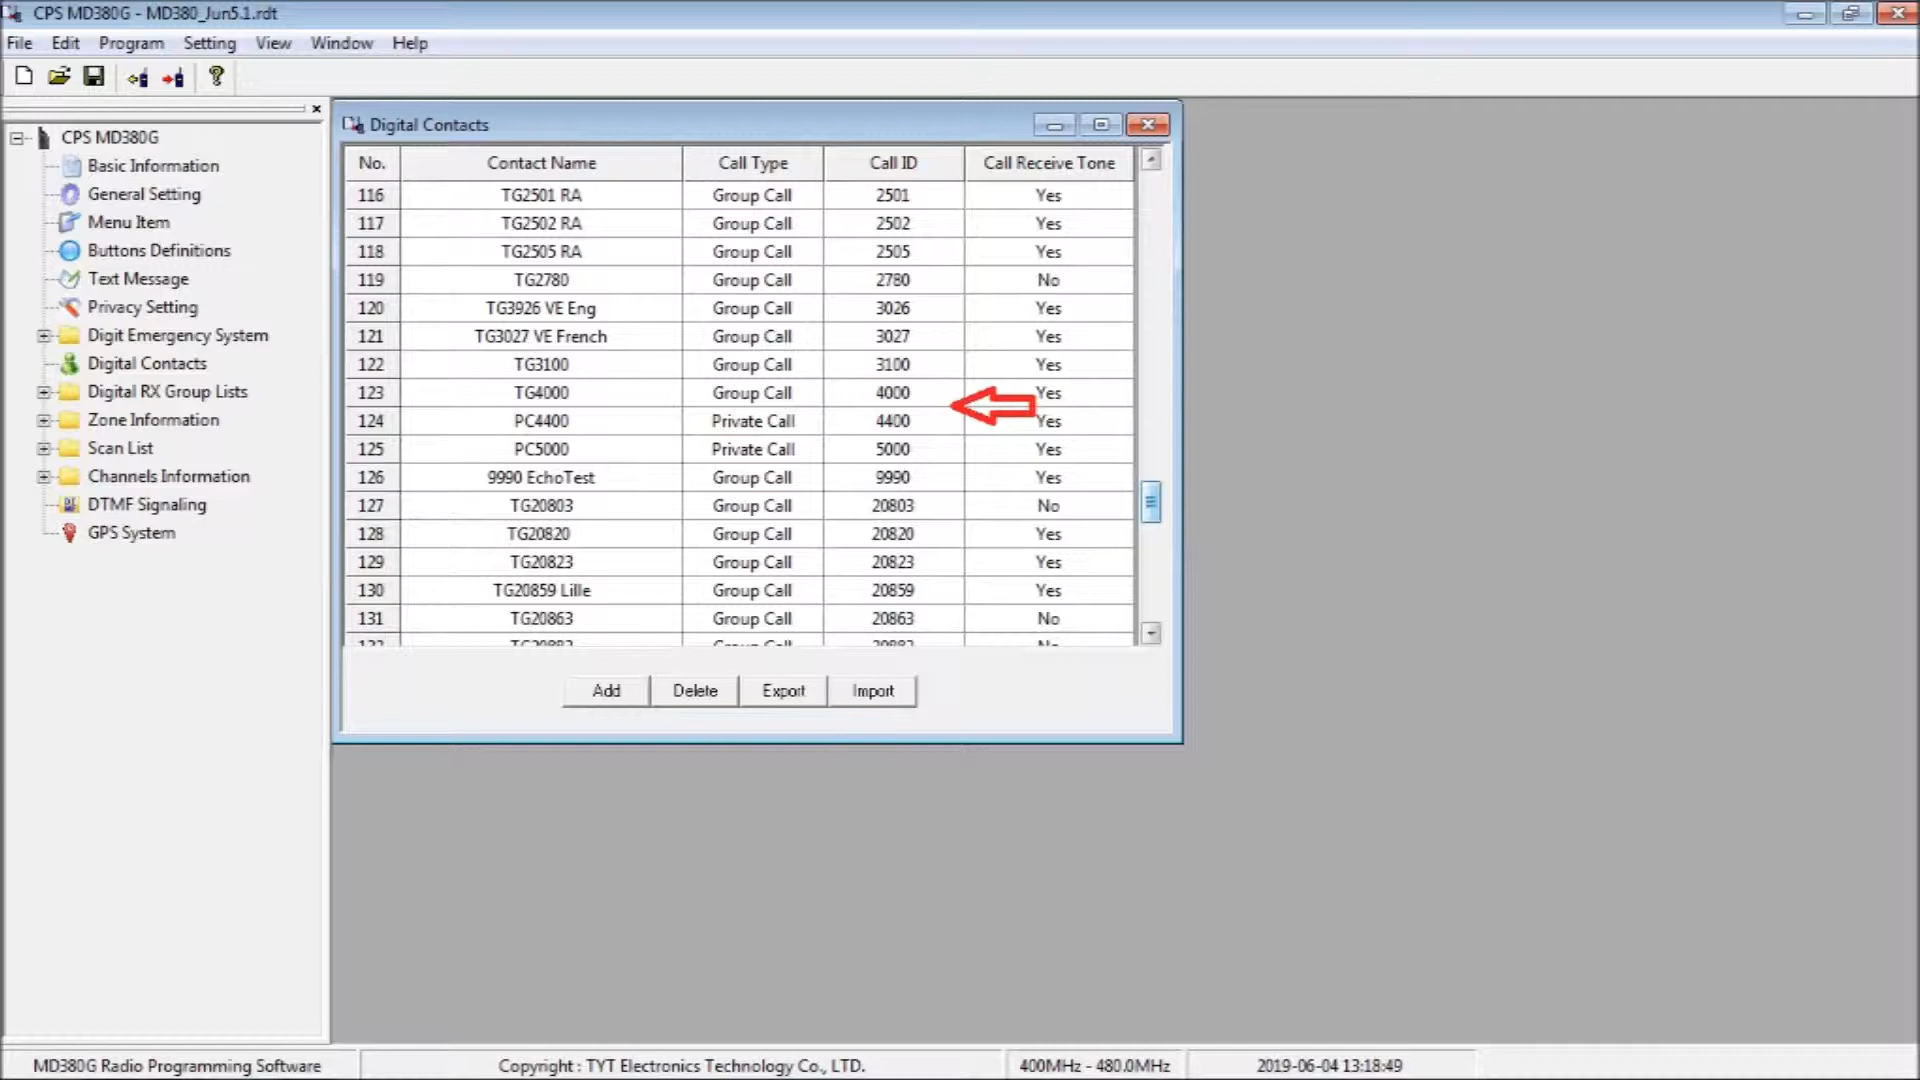 CPS MD380G - MD380_Jun5.1.rdt
File Edit Program Setting View Window Help
CPS MD380G
Basic Information
General Setting
Menu Item
Buttons Definitions
Text Message
Privacy Setting
Digit Emergency System
Digital Contacts
Digital RX Group Lists
Zone Information
Scan List
Channels Information
DTMF Signaling
GPS System
Digital Contacts
No. Contact Name Call Type Call ID Call Receive Tone
116 TG2501 RA Group Call 2501 Yes
117 TG2502 RA Group Call 2502 Yes
118 TG2505 RA Group Call 2505 Yes
119 TG2780 Group Call 2780 No
120 TG3926 VE Eng Group Call 3026 Yes
121 TG3027 VE French Group Call 3027 Yes
122 TG3100 Group Call 3100 Yes
123 TG4000 Group Call 4000 Yes
124 PC4400 Private Call 4400 Yes
125 PC5000 Private Call 5000 Yes
126 9990 EchoTest Group Call 9990 Yes
127 TG20803 Group Call 20803 No
128 TG20820 Group Call 20820 Yes
129 TG20823 Group Call 20823 Yes
130 TG20859 Lille Group Call 20859 Yes
131 TG20863 Group Call 20863 No
Add Delete Export Import
MD380G Radio Programming Software Copyright : TYT Electronics Technology Co., LTD. 400MHz - 480.0MHz 2019-06-04 13:18:49